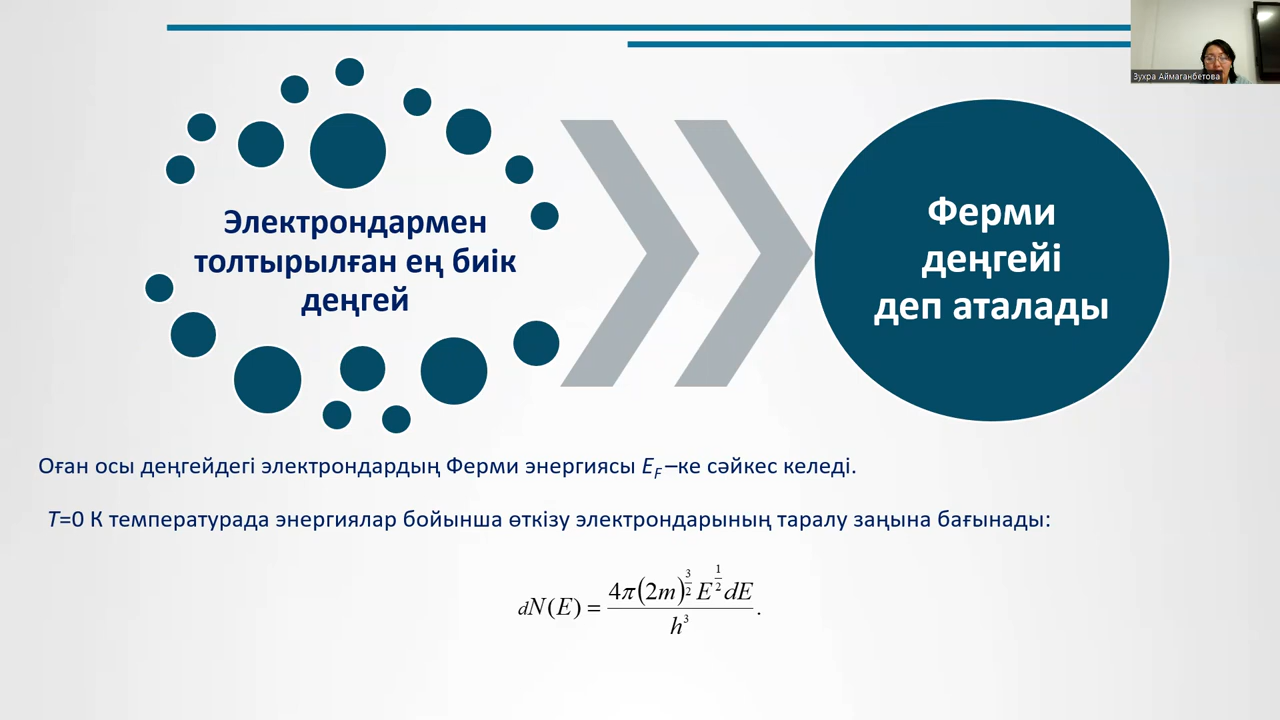 Зухра Аймаганбетова
Электрондармен
толтырылған ең биік
деңгей
Ферми
деңгейі
деп аталады
Оған осы деңгейдегі электрондардың Ферми энергиясы E_F –ке сәйкес келеді.
T=0 К температурада энергиялар бойынша өткізу электрондарының таралу заңына бағынады:
dN(E) = 4π(2m)^{3/2} E^{1/2} dE / h^3 .